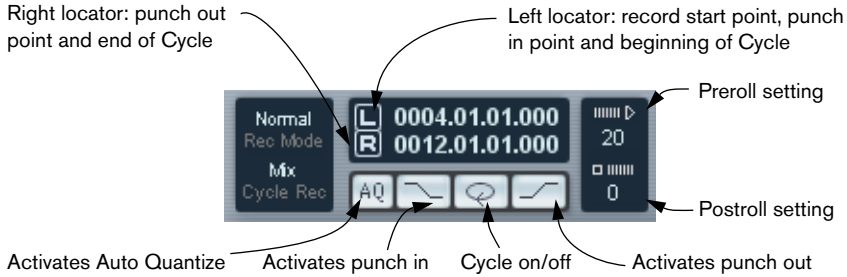 Right locator: punch out
point and end of Cycle
Left locator: record start point, punch
in point and beginning of Cycle
Preroll setting
Normal
Rec Mode
Mix
Cycle Rec
L 0004.01.01.000
R 0012.01.01.000
AQ
20
0
Postroll setting
Activates Auto Quantize
Activates punch in
Cycle on/off
Activates punch out